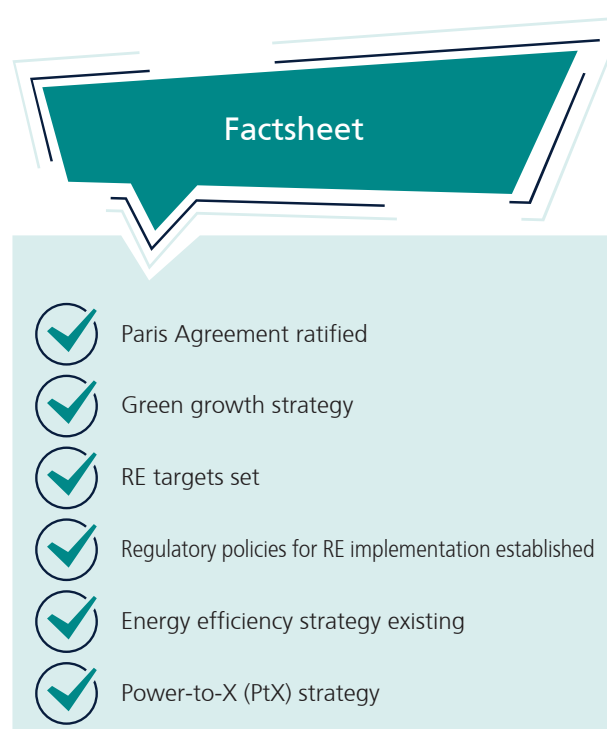 Factsheet
Paris Agreement ratified
Green growth strategy
RE targets set
Regulatory policies for RE implementation established
Energy efficiency strategy existing
Power-to-X (PtX) strategy